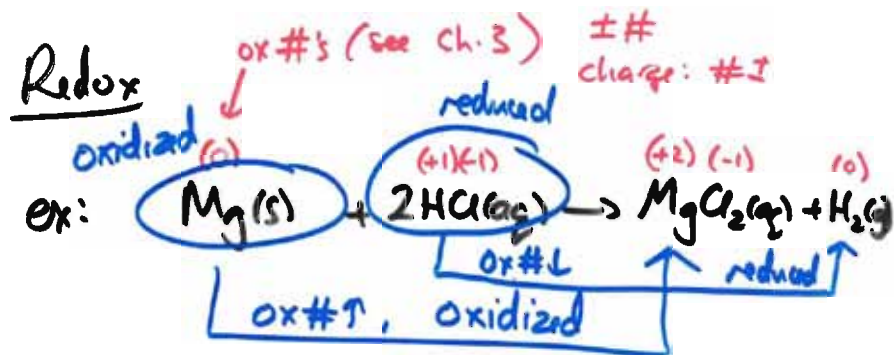 ox #'s (see Ch. 3) ±#
charge: #±
Redox
oxidized reduced
(0) (+1)(-1) (+2) (-1) (0)
ex: Mg(s) + 2HCl(aq) → MgCl₂(aq) + H₂(g)
ox#↓ reduced
ox#↑, oxidized